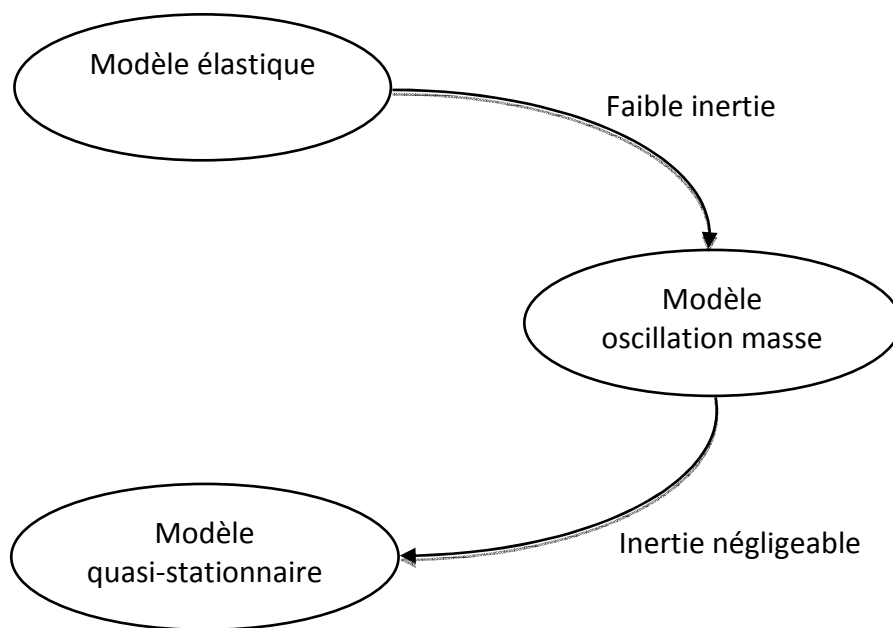 Modèle élastique
Faible inertie
Modèle
oscillation masse
Modèle
quasi-stationnaire
Inertie négligeable